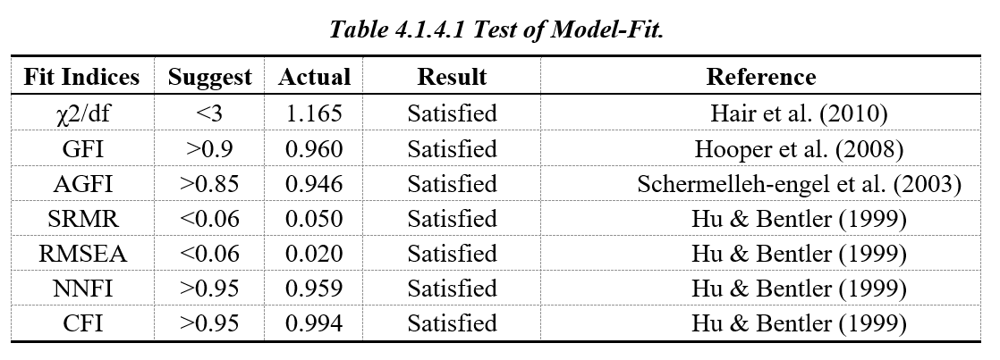 Table 4.1.4.1 Test of Model-Fit.
Fit Indices Suggest Actual Result Reference
χ2/df <3 1.165 Satisfied Hair et al. (2010)
GFI >0.9 0.960 Satisfied Hooper et al. (2008)
AGFI >0.85 0.946 Satisfied Schermelleh-engel et al. (2003)
SRMR <0.06 0.050 Satisfied Hu & Bentler (1999)
RMSEA <0.06 0.020 Satisfied Hu & Bentler (1999)
NNFI >0.95 0.959 Satisfied Hu & Bentler (1999)
CFI >0.95 0.994 Satisfied Hu & Bentler (1999)